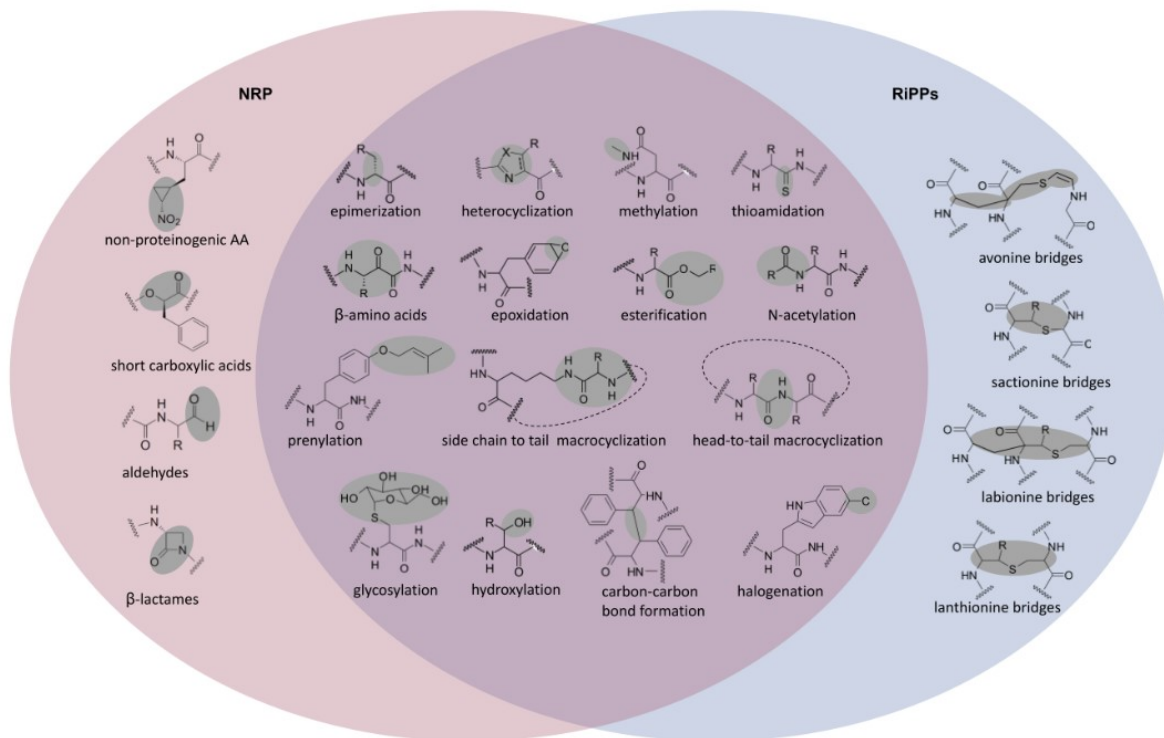 NRP
RiPPs
non-proteinogenic AA
epimerization
heterocyclization
methylation
thioamidation
avonine bridges
short carboxylic acids
β-amino acids
epoxidation
esterification
N-acetylation
sactionine bridges
aldehydes
prenylation
side chain to tail macrocyclization
head-to-tail macrocyclization
labionine bridges
β-lactames
glycosylation
hydroxylation
carbon-carbon
bond formation
halogenation
lanthionine bridges